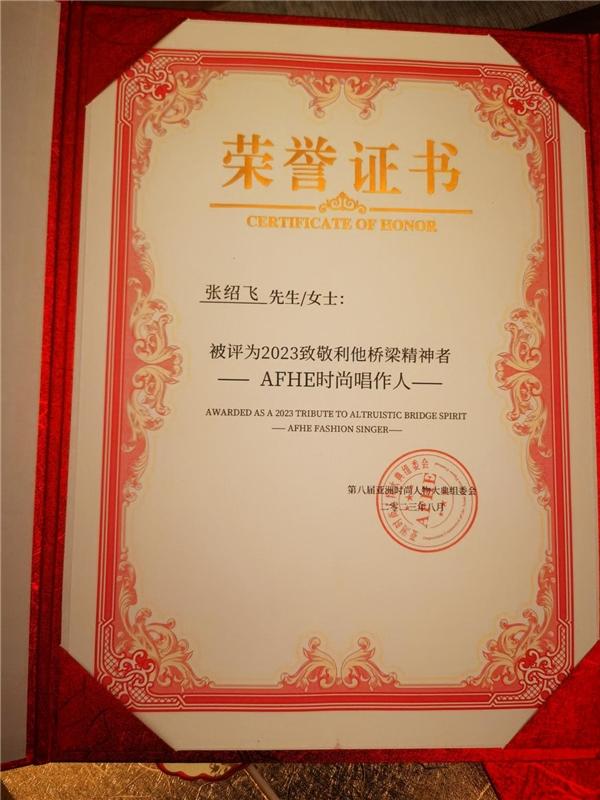 荣誉证书
CERTIFICATE OF HONOR
张绍飞 先生/女士:
被评为2023致敬利他桥梁精神者
—— AFHE时尚唱作人——
AWARDED AS A 2023 TRIBUTE TO ALTRUISTIC BRIDGE SPIRIT
—— AFHE FASHION SINGER——
第八届亚洲时尚人物大典组委会
二零二三年八月
AFHE